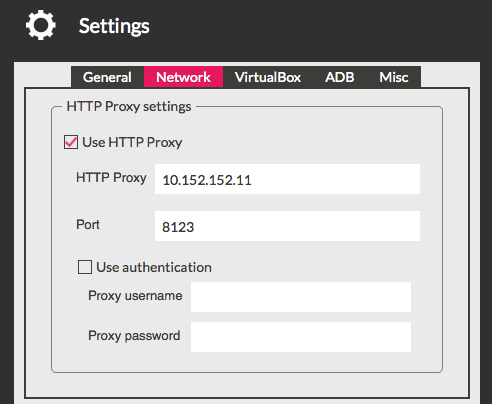 Settings
General Network VirtualBox ADB Misc
HTTP Proxy settings
Use HTTP Proxy
HTTP Proxy 10.152.152.11
Port 8123
Use authentication
Proxy username
Proxy password